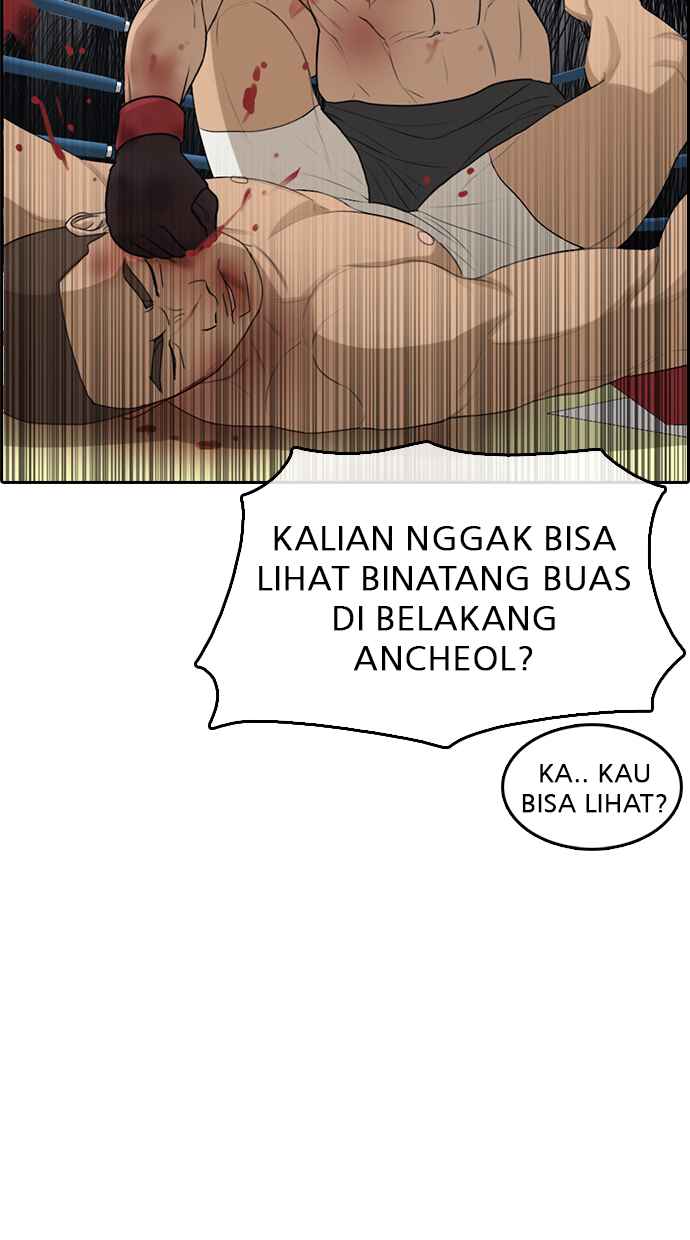 KALIAN NGGAK BISA
LIHAT BINATANG BUAS
DI BELAKANG
ANCHEOL?
KA.. KAU
BISA LIHAT?